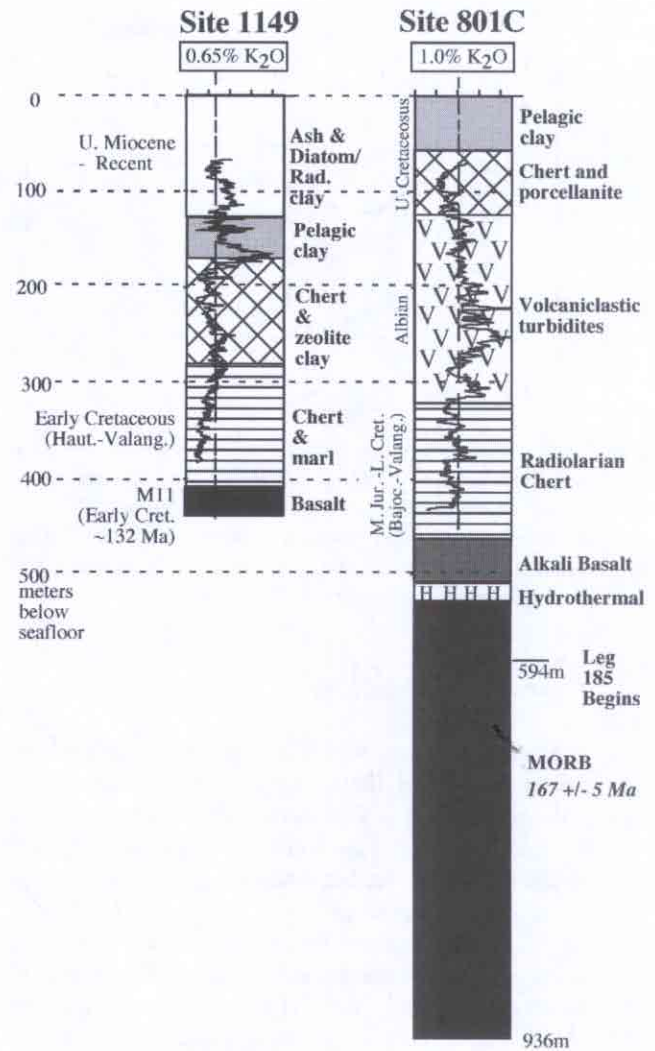 Site 1149
0.65% K2O
Site 801C
1.0% K2O
0
100
200
300
400
500
meters
below
seafloor
U. Miocene
- Recent
Early Cretaceous
(Haut.-Valang.)
M11
(Early Cret.
~132 Ma)
Ash &
Diatom/
Rad.
clay
Pelagic
clay
Chert
&
zeolite
clay
Chert
&
marl
Basalt
U. Cretaceosus
Albian
M. Jur. -L. Cret.
(Bajoc.-Valang.)
V V
V V V
V V
V V V
V V
V V V
V V
V V V
H H H H
Pelagic
clay
Chert and
porcellanite
Volcaniclastic
turbidites
Radiolarian
Chert
Alkali Basalt
Hydrothermal
594m
Leg
185
Begins
MORB
167 +/- 5 Ma
936m